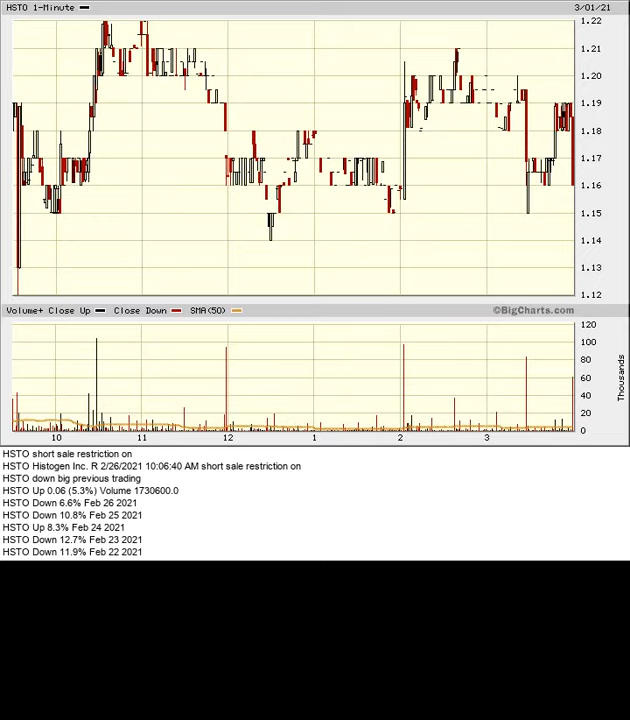 HSTO 1-Minute 3/01/21
1.22
1.21
1.20
1.19
1.18
1.17
1.16
1.15
1.14
1.13
1.12
Volume+ Close Up Close Down SMA(50) ©BigCharts.com
120
100
80
60
40
20
0
Thousands
10 11 12 1 2 3
HSTO short sale restriction on
HSTO Histogen Inc. R 2/26/2021 10:06:40 AM short sale restriction on
HSTO down big previous trading
HSTO Up 0.06 (5.3%) Volume 1730600.0
HSTO Down 6.6% Feb 26 2021
HSTO Down 10.8% Feb 25 2021
HSTO Up 8.3% Feb 24 2021
HSTO Down 12.7% Feb 23 2021
HSTO Down 11.9% Feb 22 2021